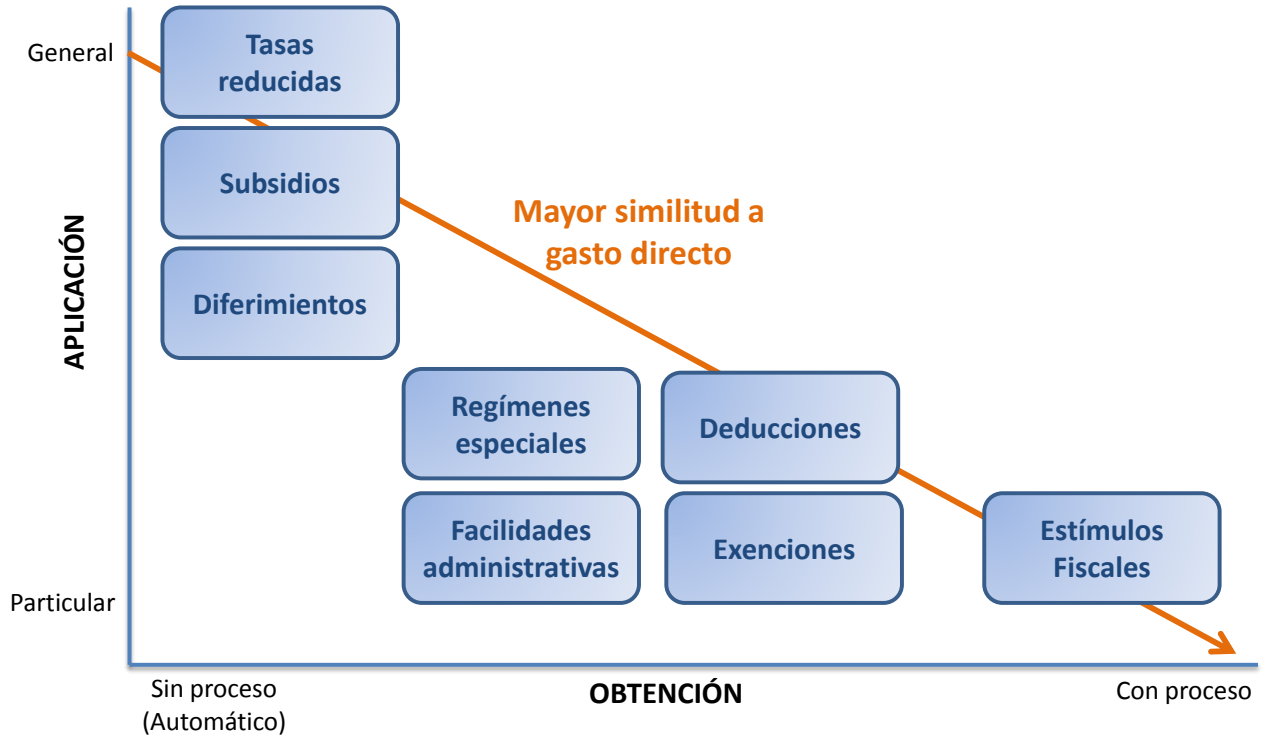 General
Tasas
reducidas
Subsidios
Mayor similitud a
gasto directo
APLICACIÓN
Diferimientos
Regímenes
especiales
Deducciones
Facilidades
administrativas
Exenciones
Estímulos
Fiscales
Particular
Sin proceso
(Automático)
OBTENCIÓN
Con proceso